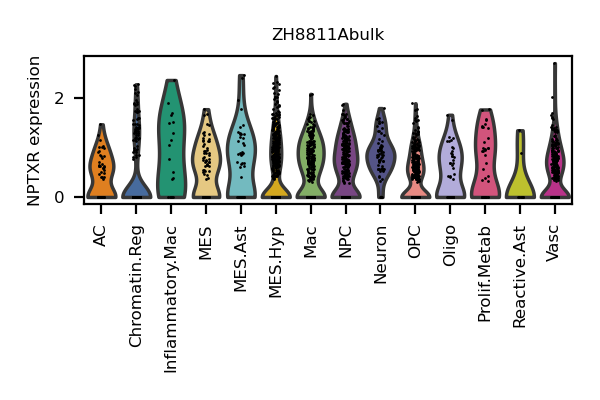 ZH8811Abulk
NPTXR expression
2
0
AC
Chromatin.Reg
Inflammatory.Mac
MES
MES.Ast
MES.Hyp
Mac
NPC
Neuron
OPC
Oligo
Prolif.Metab
Reactive.Ast
Vasc